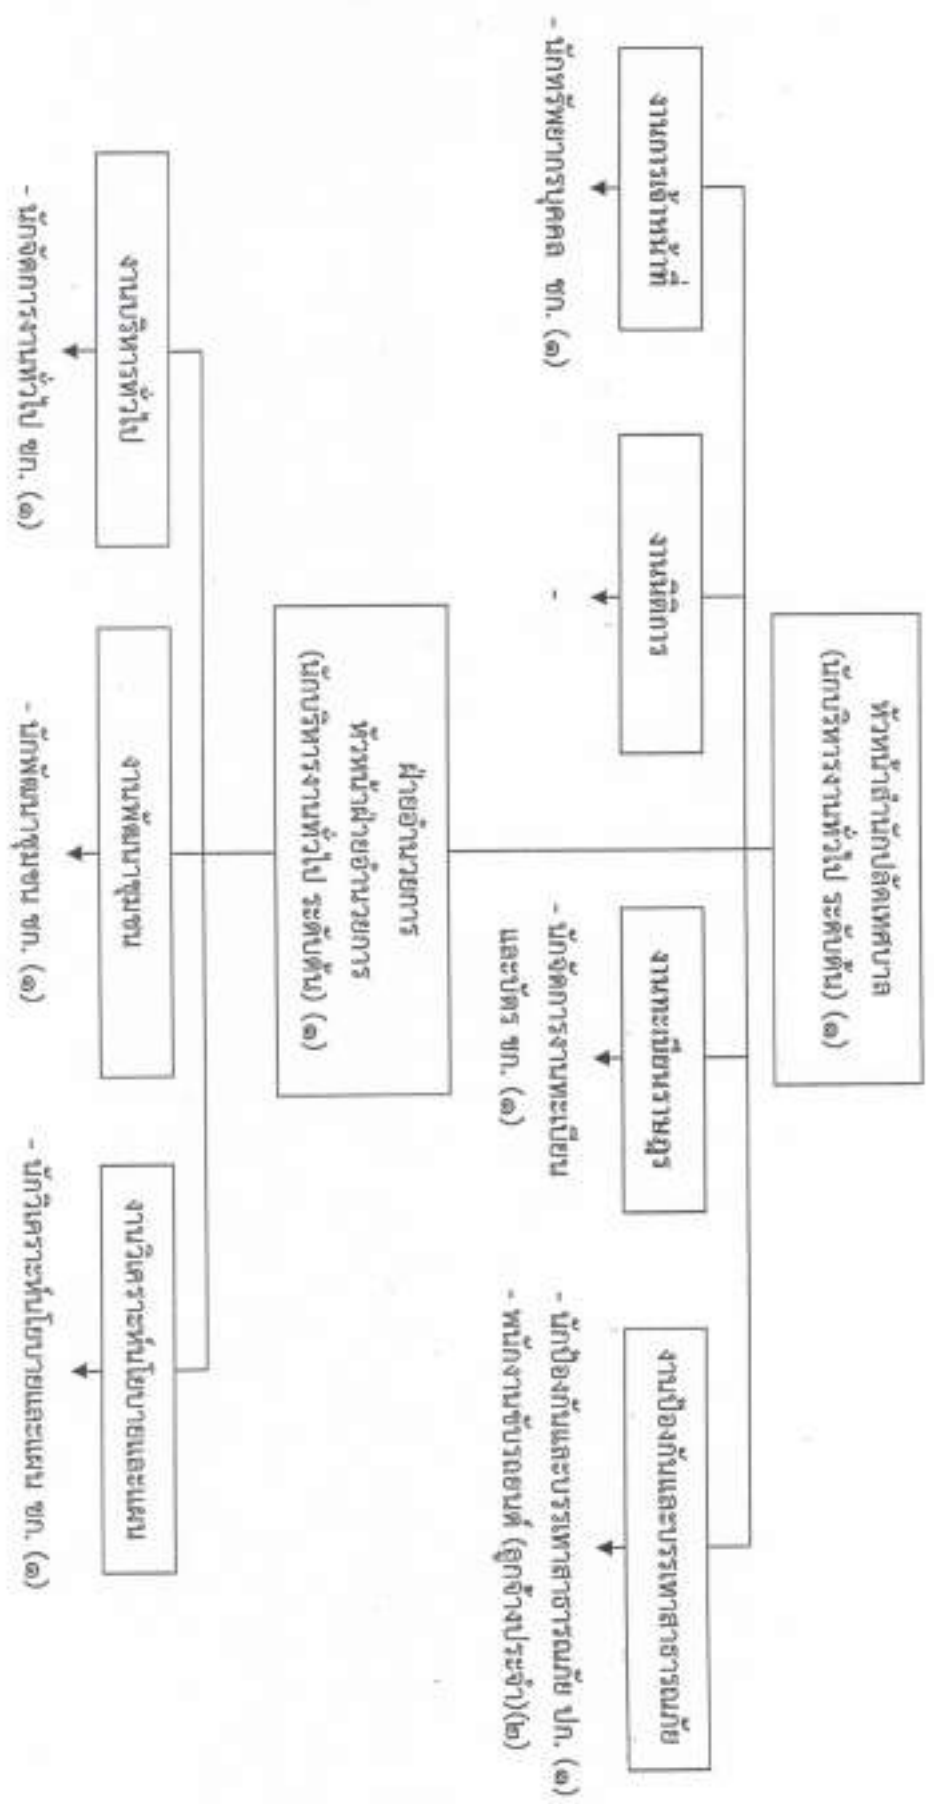 หัวหน้าสำนักปลัดเทศบาล
(นักบริหารงานทั่วไป ระดับต้น) (๑)
งานการเจ้าหน้าที่
งานนิติการ
งานทะเบียนราษฎร
งานป้องกันและบรรเทาสาธารณภัย
- นักทรัพยากรบุคคล ชก. (๑)
-
- นักจัดการงานทะเบียน
และบัตร ชก. (๑)
- นักป้องกันและบรรเทาสาธารณภัย ปก. (๑)
- พนักงานขับรถยนต์ (ลูกจ้างประจำ)(๒)
ฝ่ายอำนวยการ
หัวหน้าฝ่ายอำนวยการ
(นักบริหารงานทั่วไป ระดับต้น) (๑)
งานบริหารทั่วไป
งานพัฒนาชุมชน
งานวิเคราะห์นโยบายและแผน
- นักจัดการงานทั่วไป ชก. (๑)
- นักพัฒนาชุมชน ชก. (๑)
- นักวิเคราะห์นโยบายและแผน ชก. (๑)